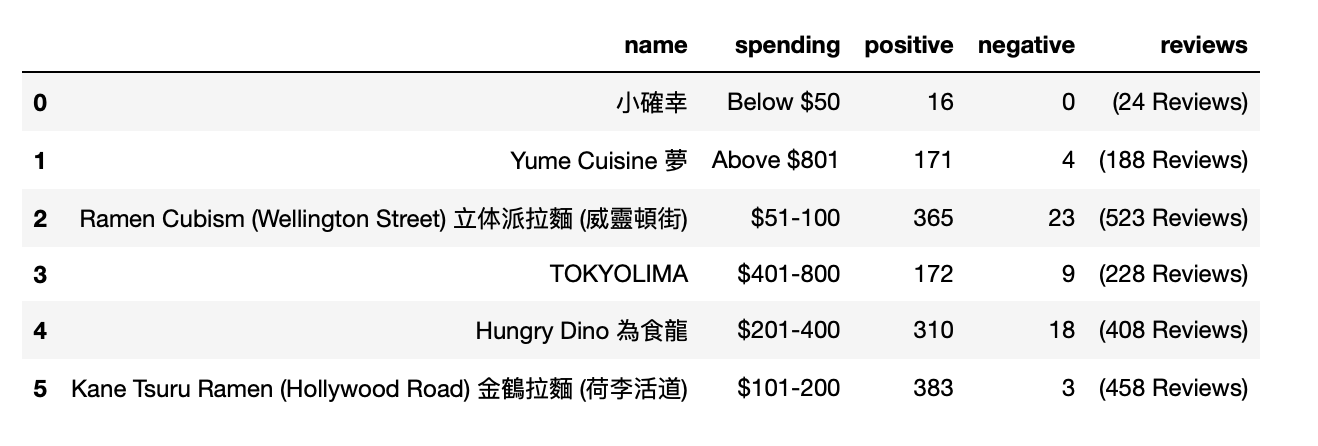 name spending positive negative reviews
0 小確幸 Below $50 16 0 (24 Reviews)
1 Yume Cuisine 夢 Above $801 171 4 (188 Reviews)
2 Ramen Cubism (Wellington Street) 立体派拉麵 (威靈頓街) $51-100 365 23 (523 Reviews)
3 TOKYOLIMA $401-800 172 9 (228 Reviews)
4 Hungry Dino 為食龍 $201-400 310 18 (408 Reviews)
5 Kane Tsuru Ramen (Hollywood Road) 金鶴拉麵 (荷李活道) $101-200 383 3 (458 Reviews)